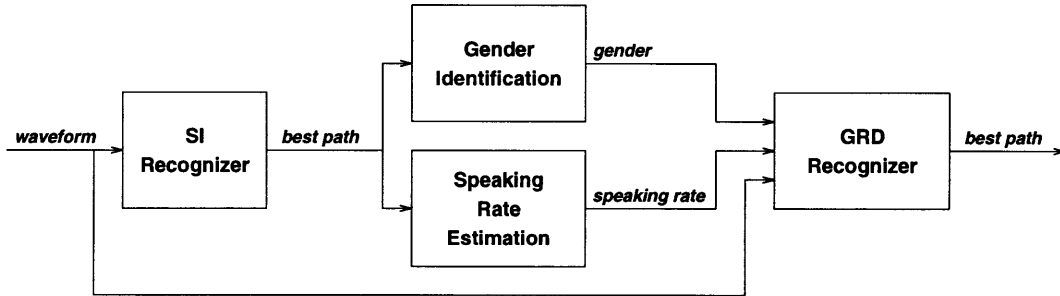 waveform
SI
Recognizer
best path
Gender
Identification
gender
Speaking
Rate
Estimation
speaking rate
GRD
Recognizer
best path